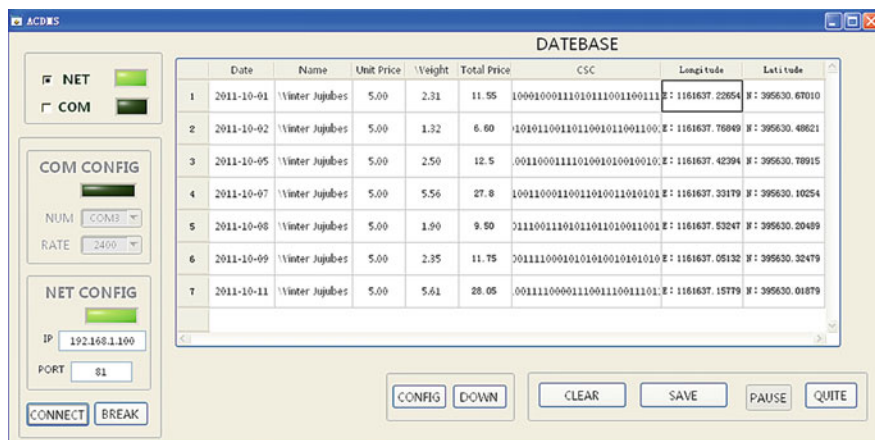 ACDMS
DATEBASE
NET
COM
COM CONFIG
NUM COM3
RATE 2400
NET CONFIG
IP 192.168.1.100
PORT 81
CONNECT BREAK
Date Name Unit Price Weight Total Price CSC Longitude Latitude
1 2011-10-01 Winter Jujubes 5.00 2.31 11.55 E: 1161637.22654 N: 395630.67010
2 2011-10-02 Winter Jujubes 5.00 1.32 6.60 E: 1161637.76849 N: 395630.48621
3 2011-10-05 Winter Jujubes 5.00 2.50 12.5 E: 1161637.42394 N: 395630.78915
4 2011-10-07 Winter Jujubes 5.00 5.56 27.8 E: 1161637.33179 N: 395630.10254
5 2011-10-08 Winter Jujubes 5.00 1.90 9.50 E: 1161637.53247 N: 395630.20489
6 2011-10-09 Winter Jujubes 5.00 2.35 11.75 E: 1161637.05132 N: 395630.32479
7 2011-10-11 Winter Jujubes 5.00 5.61 28.05 E: 1161637.15779 N: 395630.01879
CONFIG DOWN CLEAR SAVE PAUSE QUITE